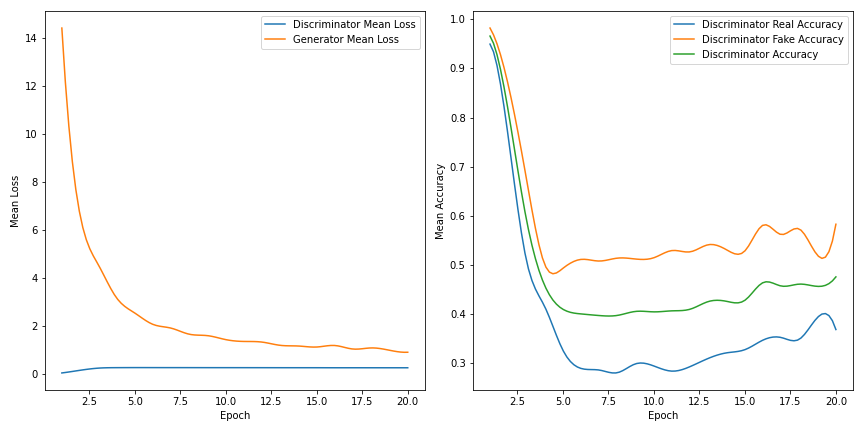 Discriminator Mean Loss
Generator Mean Loss
14
12
10
8
6
4
2
0
Mean Loss
2.5 5.0 7.5 10.0 12.5 15.0 17.5 20.0
Epoch
Discriminator Real Accuracy
Discriminator Fake Accuracy
Discriminator Accuracy
1.0
0.9
0.8
0.7
0.6
0.5
0.4
0.3
Mean Accuracy
2.5 5.0 7.5 10.0 12.5 15.0 17.5 20.0
Epoch